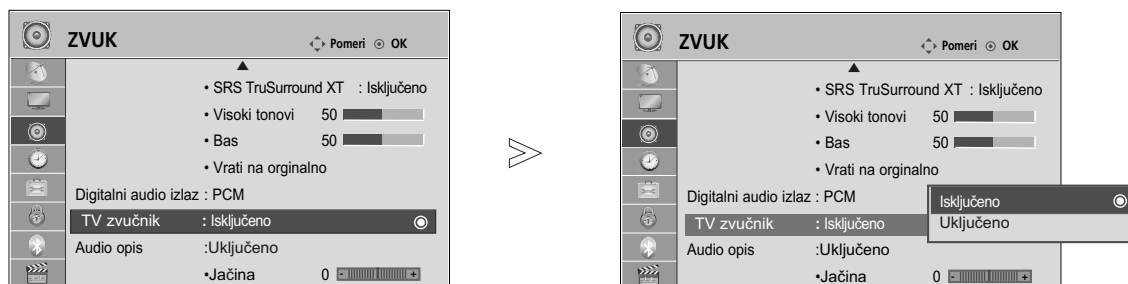 ZVUK
Pomeri OK
• SRS TruSurround XT : Isključeno
• Visoki tonovi 50
• Bas 50
• Vrati na orginalno
Digitalni audio izlaz : PCM
TV zvučnik : Isključeno
Audio opis :Uključeno
•Jačina 0 - +
ZVUK
Pomeri OK
• SRS TruSurround XT : Isključeno
• Visoki tonovi 50
• Bas 50
• Vrati na orginalno
Digitalni audio izlaz : PCM
TV zvučnik : Isključeno
Isključeno
Uključeno
Audio opis :Uključeno
•Jačina 0 - +